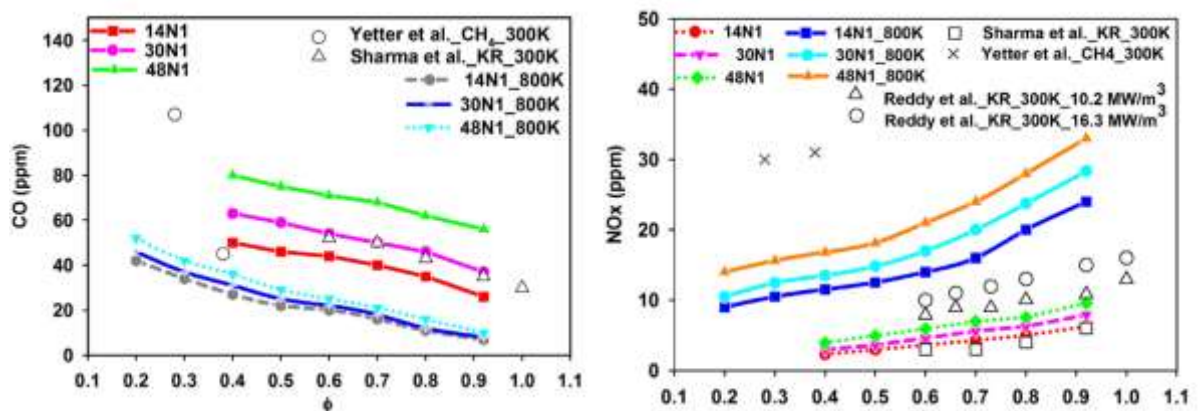 14N1
30N1
48N1
Yetter et al._CH4_300K
Sharma et al._KR_300K
14N1_800K
30N1_800K
48N1_800K
CO (ppm)
140
120
100
80
60
40
20
0
0.1 0.2 0.3 0.4 0.5 0.6 0.7 0.8 0.9 1.0 1.1
ϕ
14N1
30N1
48N1
14N1_800K
30N1_800K
48N1_800K
Sharma et al._KR_300K
Yetter et al._CH4_300K
Reddy et al._KR_300K_10.2 MW/m3
Reddy et al._KR_300K_16.3 MW/m3
NOx (ppm)
50
40
30
20
10
0
0.1 0.2 0.3 0.4 0.5 0.6 0.7 0.8 0.9 1.0 1.1